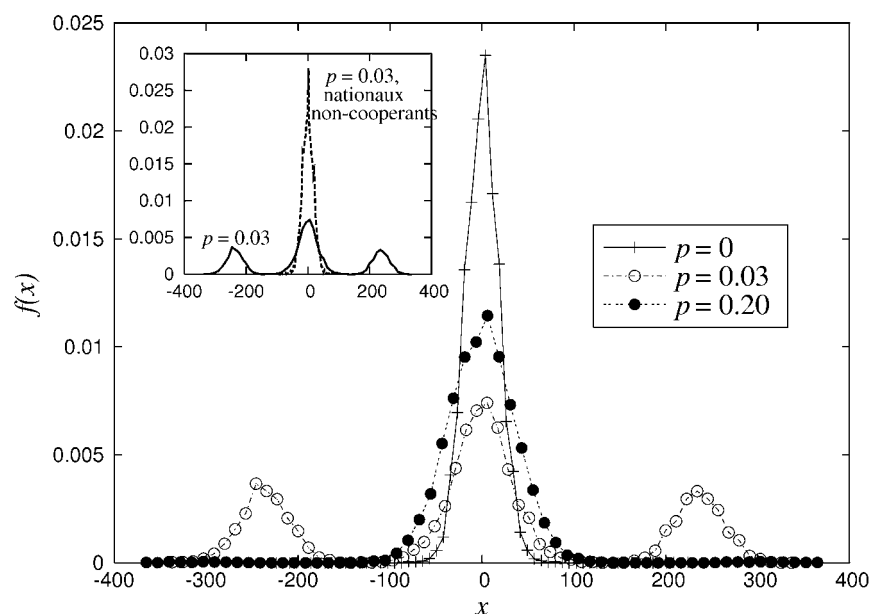 0.025
0.02
0.015
0.01
0.005
0
f(x)
-400 -300 -200 -100 0 100 200 300 400
x
0.03
0.025
0.02
0.015
0.01
0.005
0
-400 -200 0 200 400
p = 0.03,
nationaux
non-cooperants
p = 0.03
p = 0
p = 0.03
p = 0.20